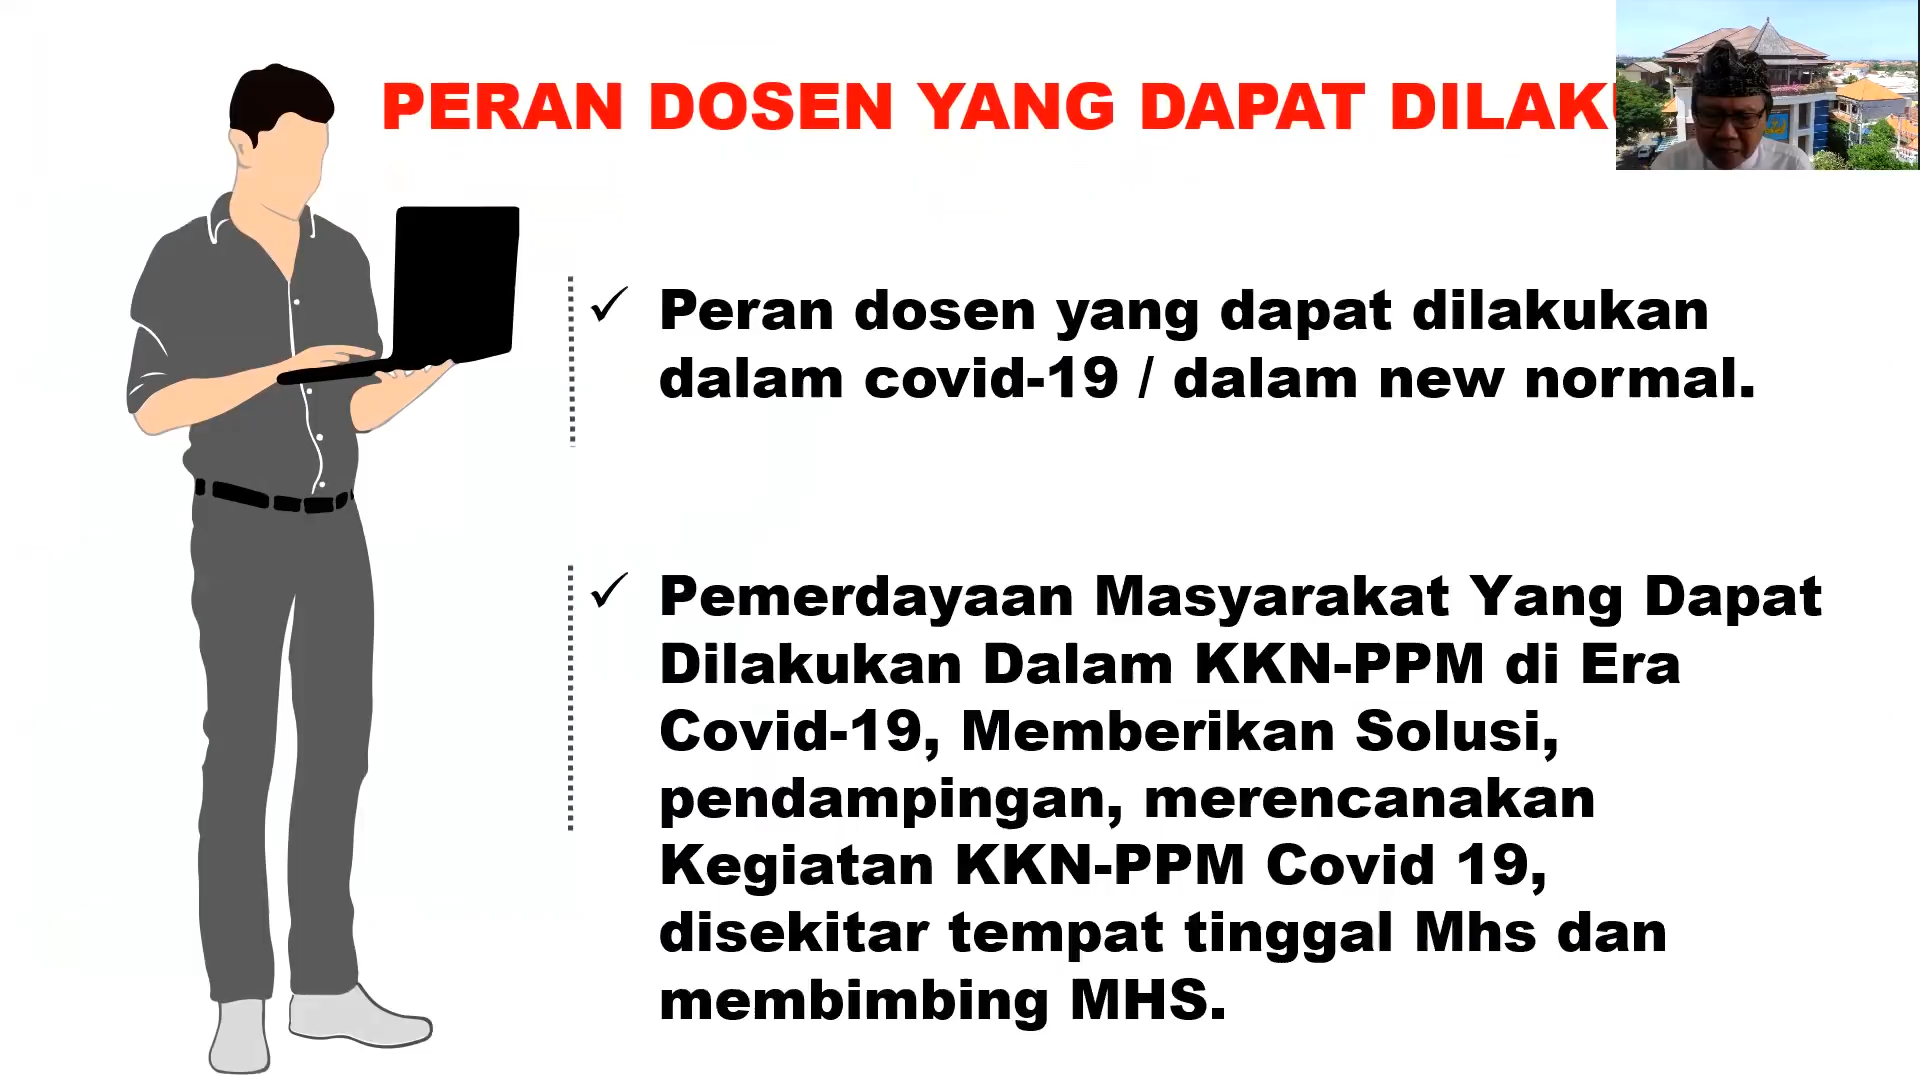 PERAN DOSEN YANG DAPAT
✓ Peran dosen yang dapat dilakukan
dalam covid-19 / dalam new normal.
✓ Pemerdayaan Masyarakat Yang Dapat
Dilakukan Dalam KKN-PPM di Era
Covid-19, Memberikan Solusi,
pendampingan, merencanakan
Kegiatan KKN-PPM Covid 19,
disekitar tempat tinggal Mhs dan
membimbing MHS.